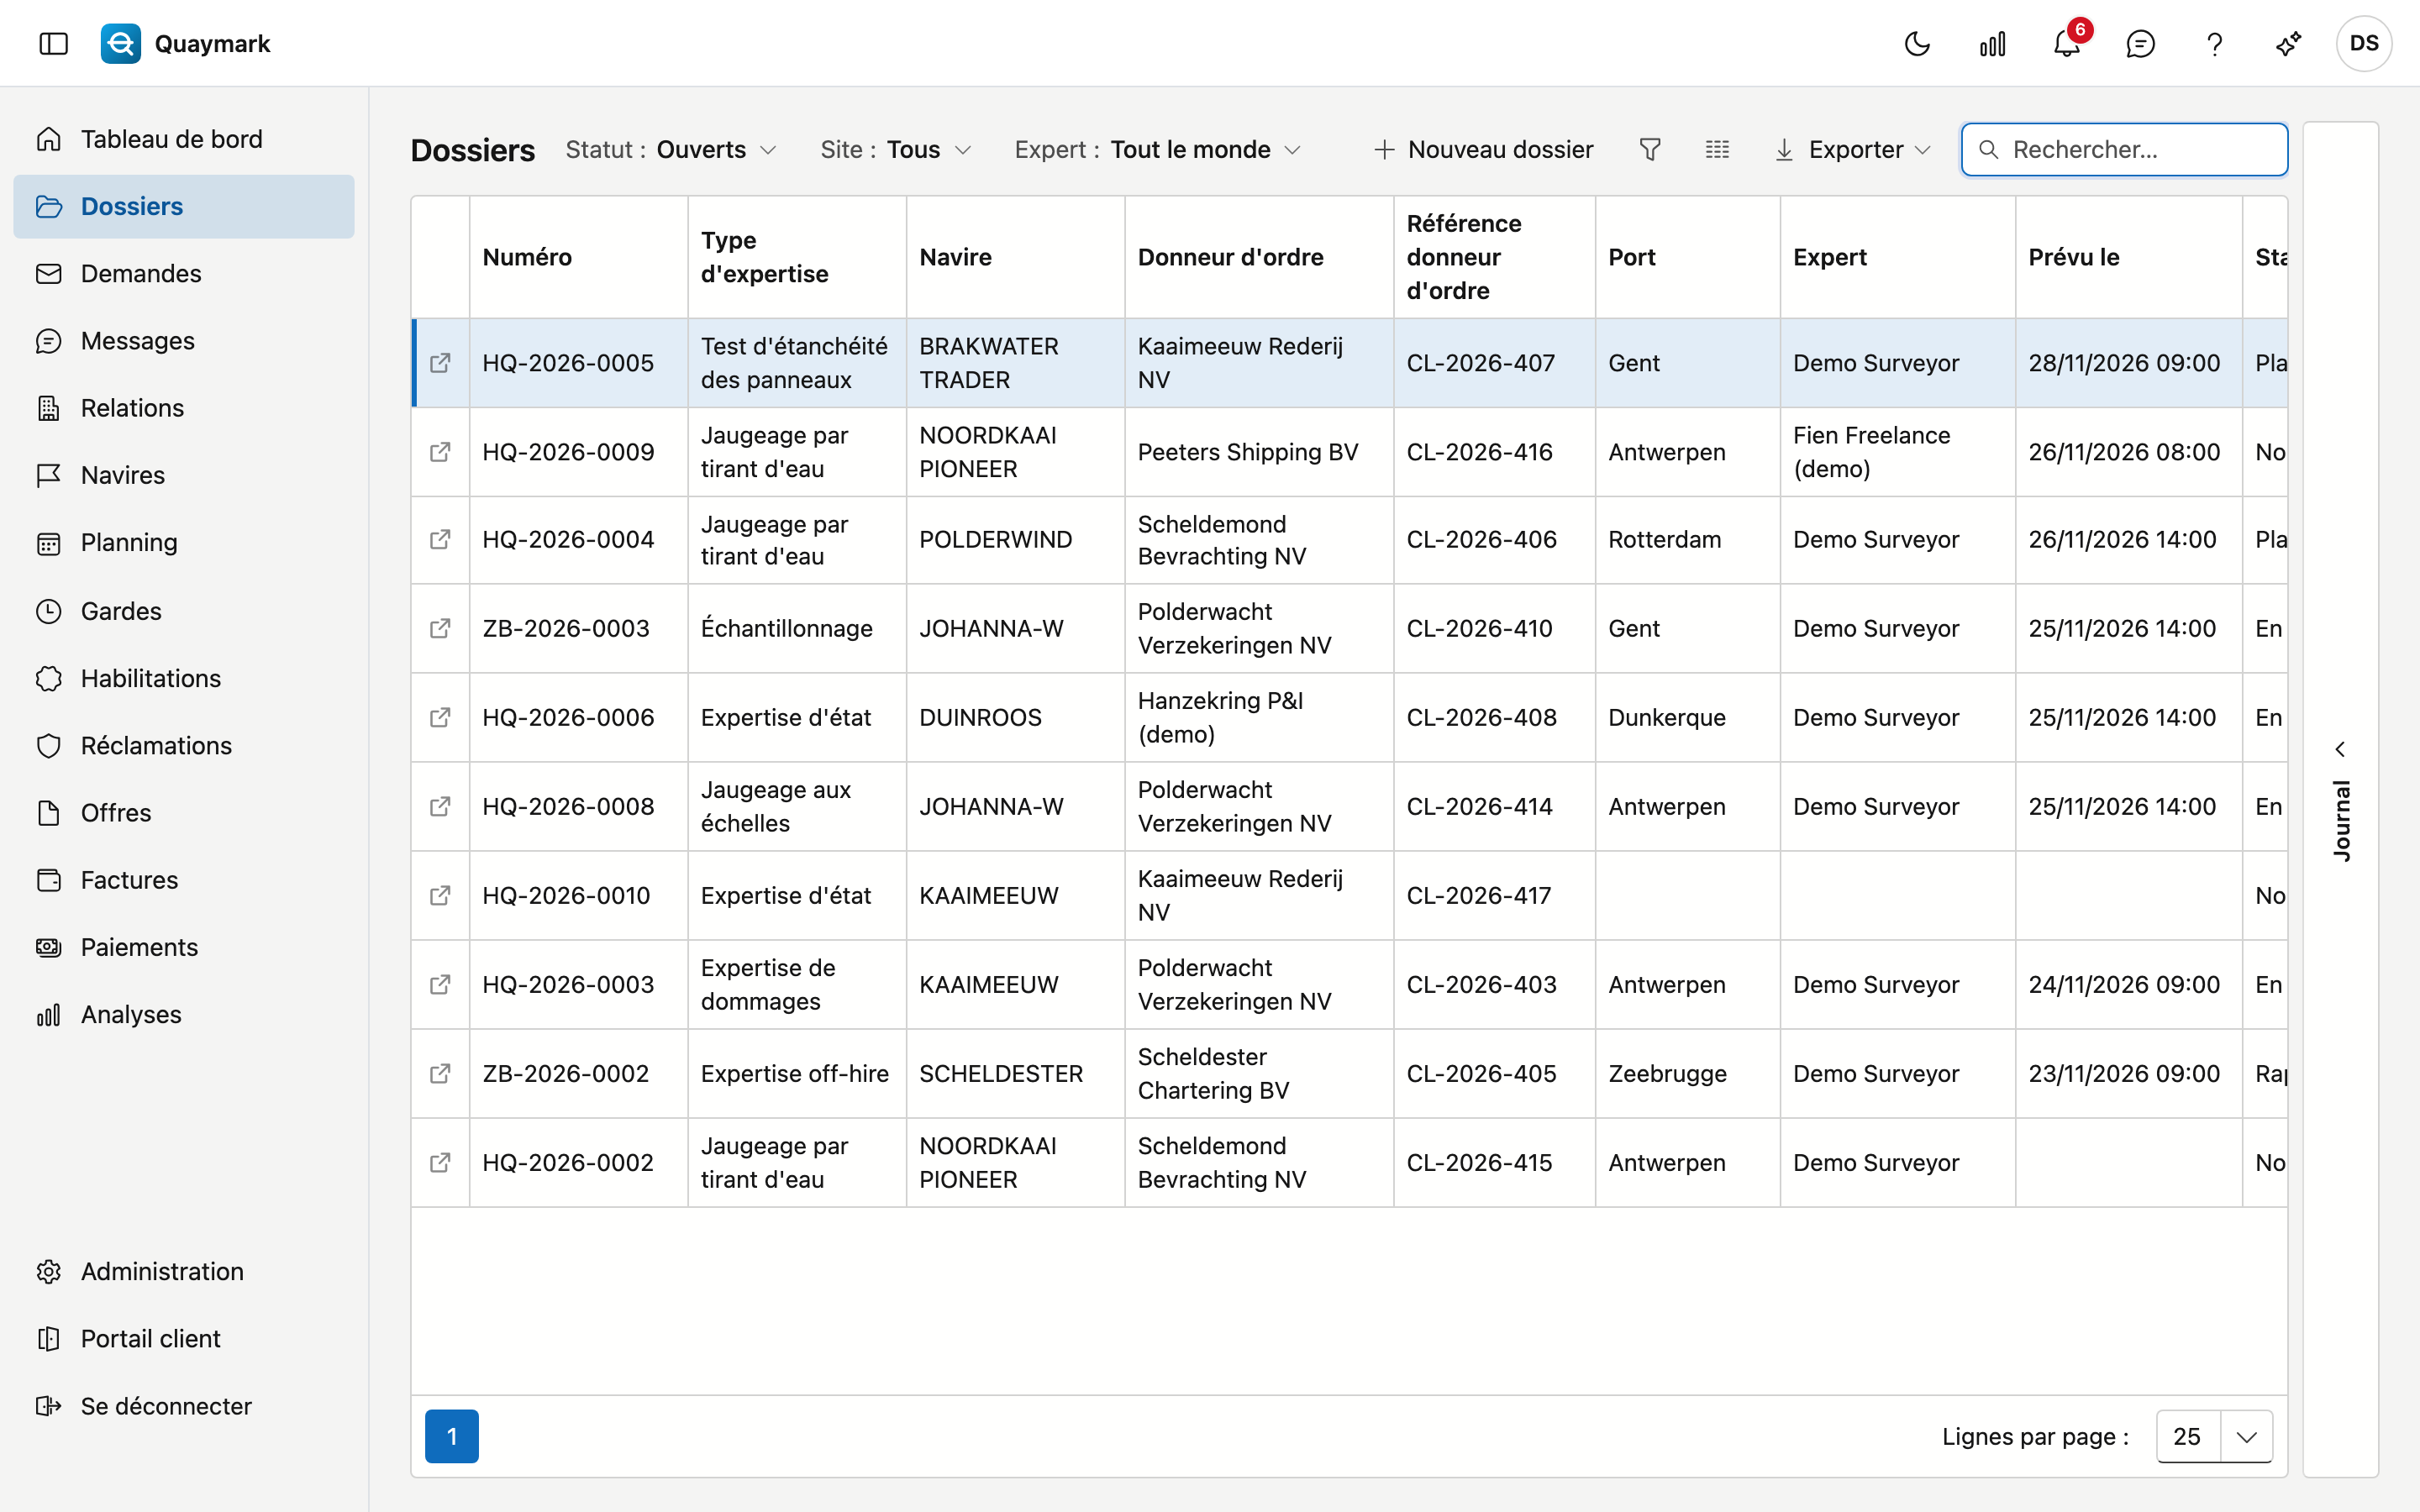 Quaymark
6
DS
Tableau de bord
Dossiers
Demandes
Messages
Relations
Navires
Planning
Gardes
Habilitations
Réclamations
Offres
Factures
Paiements
Analyses
Administration
Portail client
Se déconnecter
Dossiers Statut : Ouverts Site : Tous Expert : Tout le monde Nouveau dossier Exporter Rechercher...
Numéro
Type
d'expertise
Navire
Donneur d'ordre
Référence
donneur
d'ordre
Port
Expert
Prévu le
Sta
HQ-2026-0005
Test d'étanchéité
des panneaux
BRAKWATER
TRADER
Kaaimeeuw Rederij
NV
CL-2026-407
Gent
Demo Surveyor
28/11/2026 09:00
Pla
HQ-2026-0009
Jaugeage par
tirant d'eau
NOORDKAAI
PIONEER
Peeters Shipping BV
CL-2026-416
Antwerpen
Fien Freelance
(demo)
26/11/2026 08:00
No
HQ-2026-0004
Jaugeage par
tirant d'eau
POLDERWIND
Scheldemond
Bevrachting NV
CL-2026-406
Rotterdam
Demo Surveyor
26/11/2026 14:00
Pla
ZB-2026-0003
Échantillonnage
JOHANNA-W
Polderwacht
Verzekeringen NV
CL-2026-410
Gent
Demo Surveyor
25/11/2026 14:00
En
HQ-2026-0006
Expertise d'état
DUINROOS
Hanzekring P&I
(demo)
CL-2026-408
Dunkerque
Demo Surveyor
25/11/2026 14:00
En
HQ-2026-0008
Jaugeage aux
échelles
JOHANNA-W
Polderwacht
Verzekeringen NV
CL-2026-414
Antwerpen
Demo Surveyor
25/11/2026 14:00
En
HQ-2026-0010
Expertise d'état
KAAIMEEUW
Kaaimeeuw Rederij
NV
CL-2026-417
No
HQ-2026-0003
Expertise de
dommages
KAAIMEEUW
Polderwacht
Verzekeringen NV
CL-2026-403
Antwerpen
Demo Surveyor
24/11/2026 09:00
En
ZB-2026-0002
Expertise off-hire
SCHELDESTER
Scheldester
Chartering BV
CL-2026-405
Zeebrugge
Demo Surveyor
23/11/2026 09:00
Rap
HQ-2026-0002
Jaugeage par
tirant d'eau
NOORDKAAI
PIONEER
Scheldemond
Bevrachting NV
CL-2026-415
Antwerpen
Demo Surveyor
No
1
Lignes par page : 25
Journal